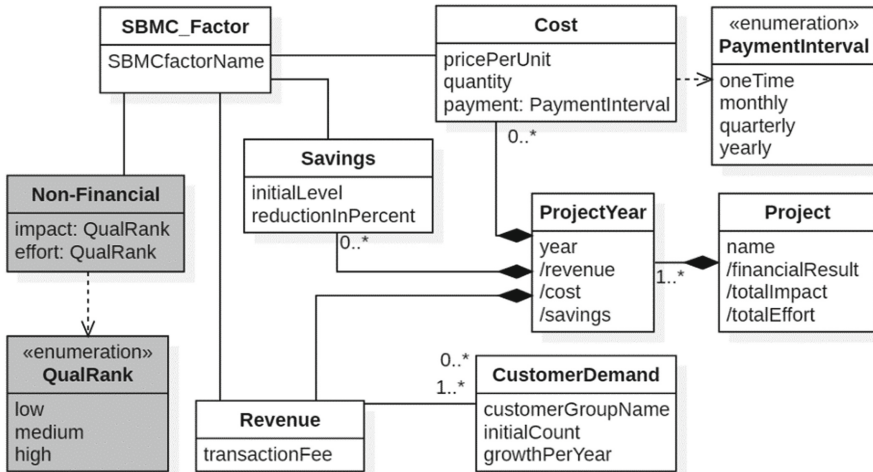 SBMC_Factor
SBMCfactorName
Cost
pricePerUnit
quantity
payment: PaymentInterval
0..*
«enumeration»
PaymentInterval
oneTime
monthly
quarterly
yearly
Savings
initialLevel
reductionInPercent
0..*
Non-Financial
impact: QualRank
effort: QualRank
ProjectYear
year
/revenue
/cost
/savings
1..*
Project
name
/financialResult
/totalImpact
/totalEffort
«enumeration»
QualRank
low
medium
high
Revenue
transactionFee
0..*
1..*
CustomerDemand
customerGroupName
initialCount
growthPerYear